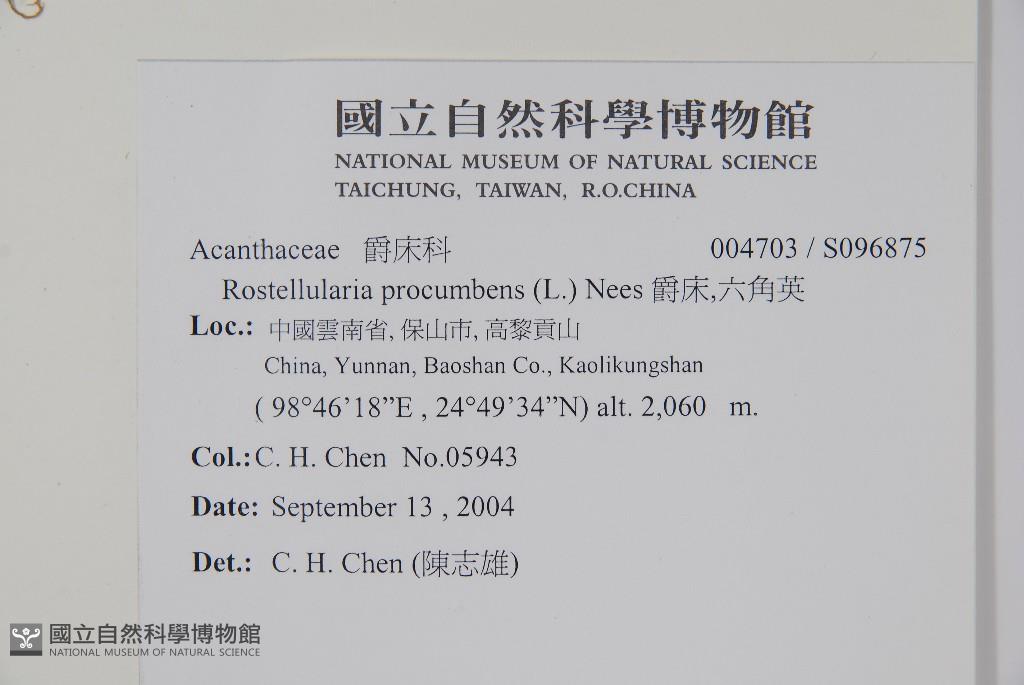 國立自然科學博物館
NATIONAL MUSEUM OF NATURAL SCIENCE
TAICHUNG, TAIWAN, R.O.CHINA
Acanthaceae 爵床科 004703 / S096875
Rostellularia procumbens (L.) Nees 爵床,六角英
Loc.: 中國雲南省, 保山市, 高黎貢山
China, Yunnan, Baoshan Co., Kaolikungshan
( 98°46’18”E , 24°49’34”N) alt. 2,060 m.
Col.: C. H. Chen No.05943
Date: September 13 , 2004
Det.: C. H. Chen (陳志雄)
國立自然科學博物館
NATIONAL MUSEUM OF NATURAL SCIENCE